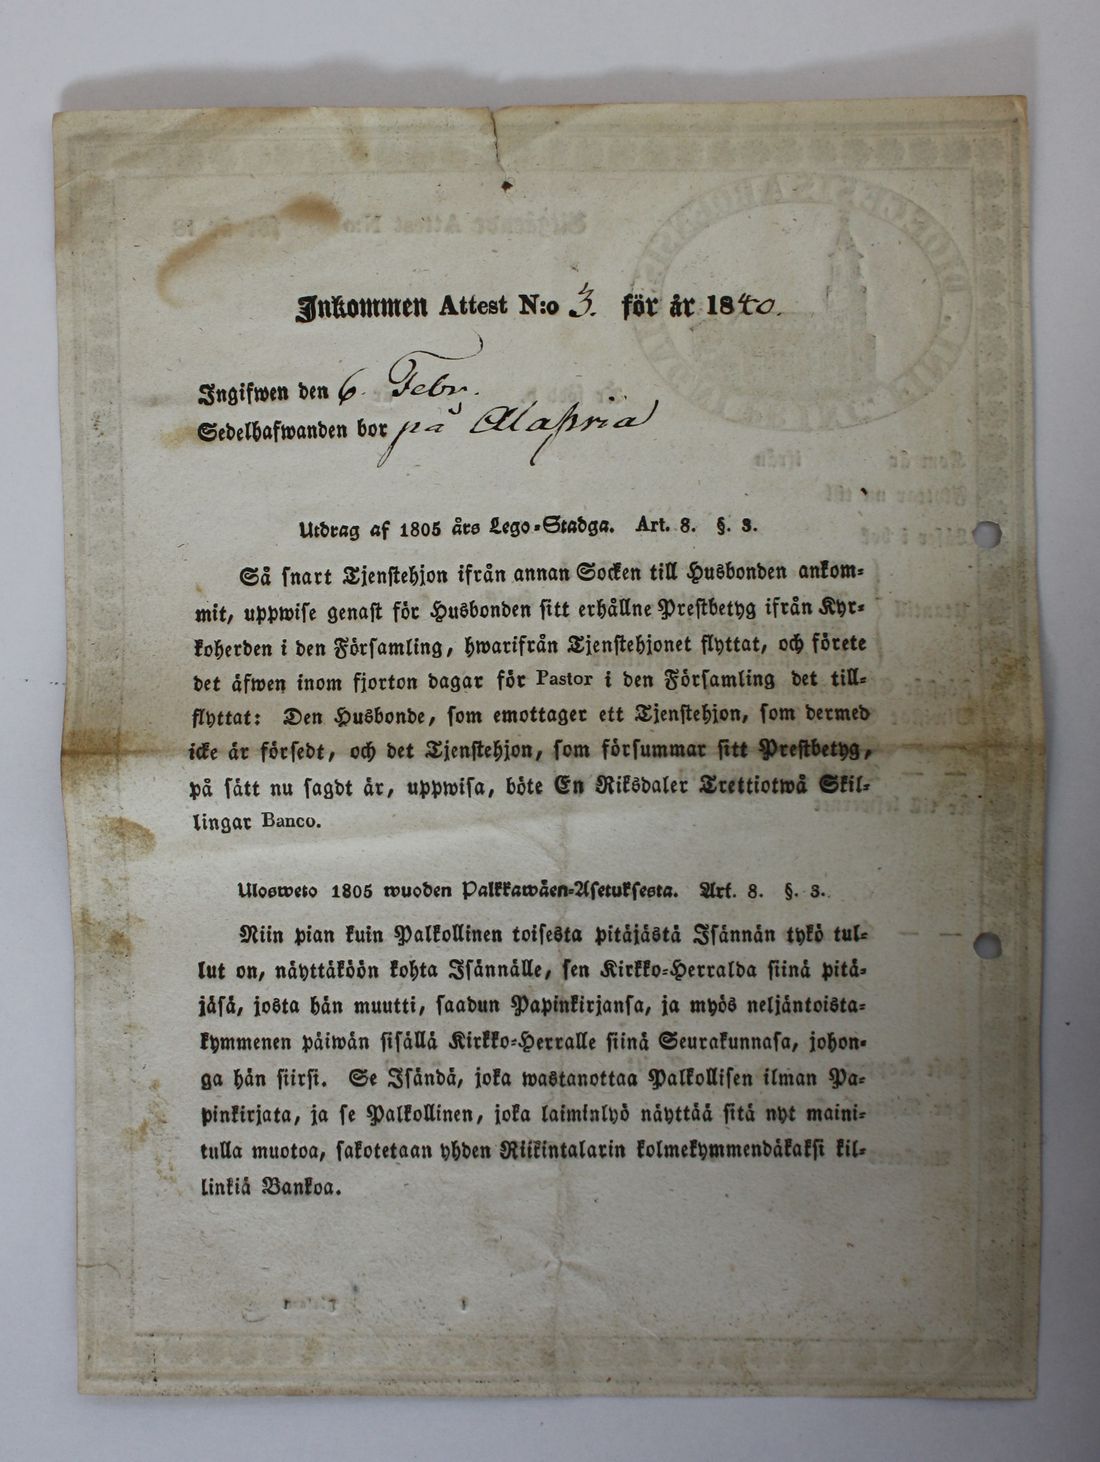 Inkommen Attest N:o 3. för år 1840.
Ingifwen den 6. Febr.
Sedelhafwanden bor på
Utdrag af 1805 års Lego-Stadga. Art. 8. §. 3.
Så snart Tjenstehjon ifrån annan Socken till Husbonden ankom-
mit, uppwise genast för Husbonden sitt erhållne Prestbetyg ifrån Kyr-
koherden i den Församling, hwarifrån Tjenstehjonet flyttat, och förete
det äfwen inom fjorton dagar för Pastor i den Församling det till-
flyttat: Den Husbonde, som emottager ett Tjenstehjon, som dermed
icke är försedt, och det Tjenstehjon, som försummar sitt Prestbetyg,
på sätt nu sagdt är, uppwisa, böte En Riksdaler Trettiotwå Skil-
lingar Banco.
Ulosweto 1805 wuoden Palkkawäen-Asetuksesta. Art. 8. §. 3.
Niin pian kuin Palkollinen toisesta pitäjästä Isännän tykö tul-
lut on, näyttäköön kohta Isännälle, sen Kirkko-Herralda siinä pitä-
jäsä, josta hän muutti, saadun Papinkirjansa, ja myös neljäntoista-
kymmenen päiwän sisällä Kirkko-Herralle siinä Seurakunnasa, johon-
ga hän siirsi. Se Isändä, joka wastanottaa Palkollisen ilman Pa-
pinkirjata, ja se Palkollinen, joka laiminlyö näyttää sitä nyt maini-
tulla muotoa, sakotetaan yhden Riikintalarin kolmekymmendäkaksi kil-
linkiä Bankoa.